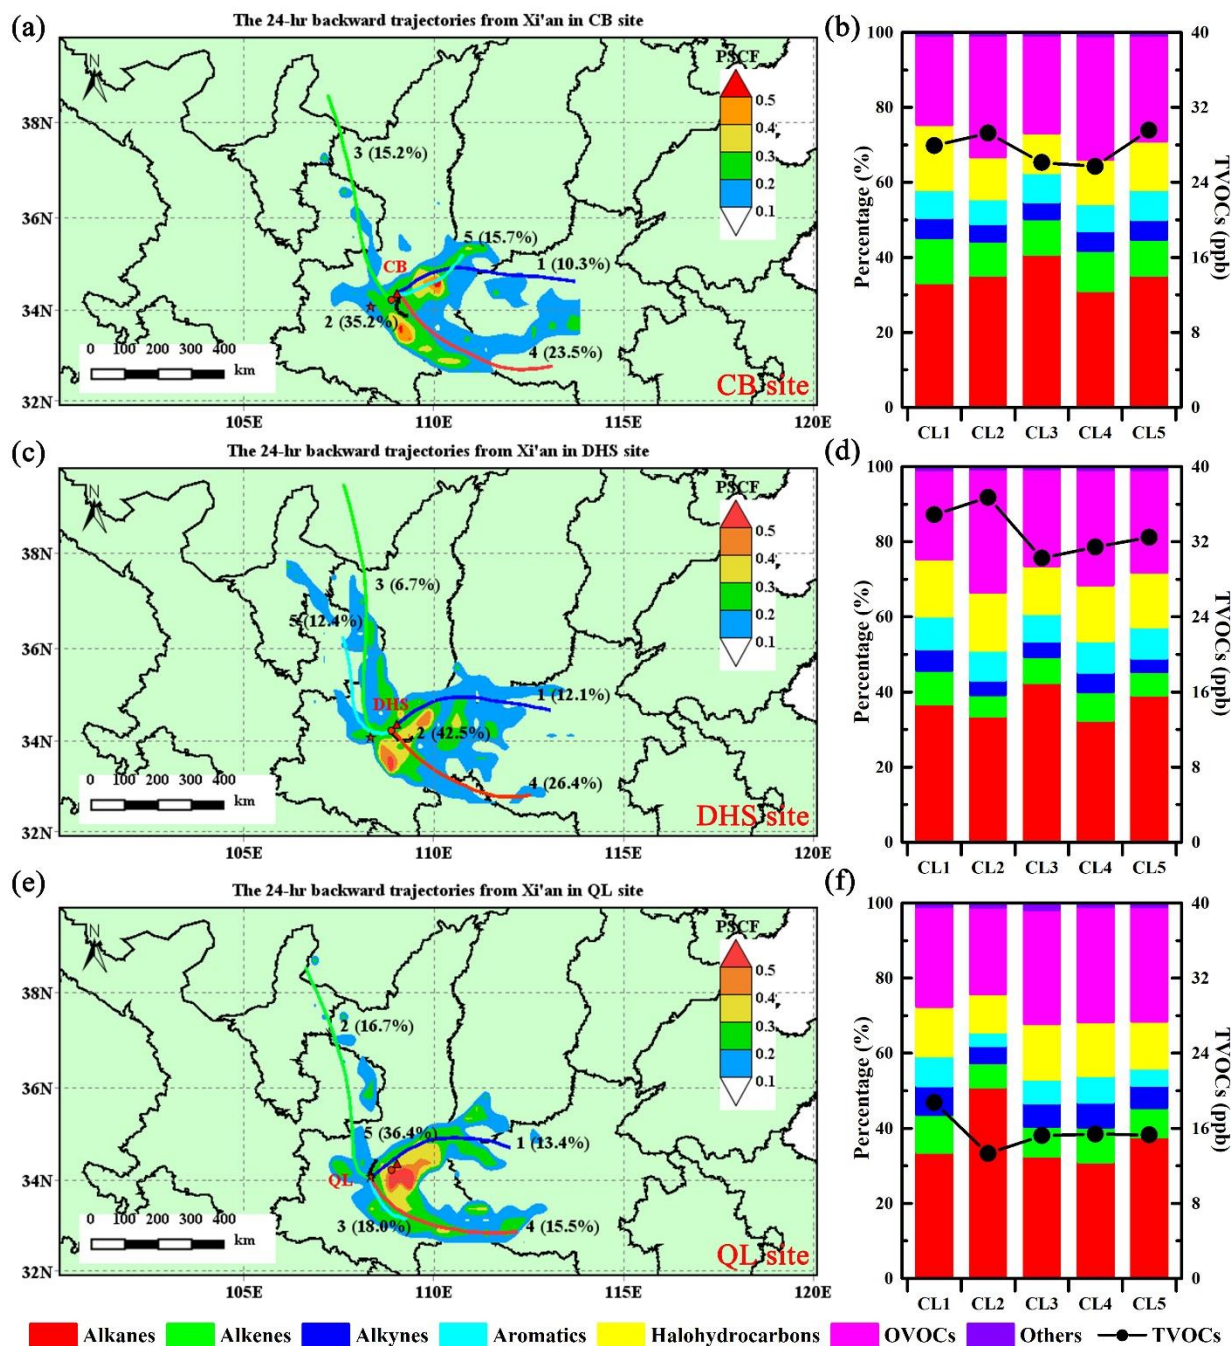 (a)
The 24-hr backward trajectories from Xi'an in CB site
N
PSCF
0.5
0.4
0.3
0.2
0.1
38N
36N
34N
32N
3 (15.2%)
5 (15.7%)
CB
1 (10.3%)
2 (35.2%)
4 (23.5%)
0 100 200 300 400
km
CB site
105E 110E 115E 120E
(b)
100
80
60
40
20
0
Percentage (%)
40
32
24
16
8
0
TVOCs (ppb)
CL1 CL2 CL3 CL4 CL5
(c)
The 24-hr backward trajectories from Xi'an in DHS site
N
PSCF
0.5
0.4
0.3
0.2
0.1
38N
36N
34N
32N
3 (6.7%)
5 (12.4%)
1 (12.1%)
DHS
2 (42.5%)
4 (26.4%)
0 100 200 300 400
km
DHS site
105E 110E 115E 120E
(d)
100
80
60
40
20
0
Percentage (%)
40
32
24
16
8
0
TVOCs (ppb)
CL1 CL2 CL3 CL4 CL5
(e)
The 24-hr backward trajectories from Xi'an in QL site
N
PSCF
0.5
0.4
0.3
0.2
0.1
38N
36N
34N
32N
2 (16.7%)
5 (36.4%)
1 (13.4%)
QL
3 (18.0%)
4 (15.5%)
0 100 200 300 400
km
QL site
105E 110E 115E 120E
(f)
100
80
60
40
20
0
Percentage (%)
40
32
24
16
8
0
TVOCs (ppb)
CL1 CL2 CL3 CL4 CL5
Alkanes Alkenes Alkynes Aromatics Halohydrocarbons OVOCs Others TVOCs